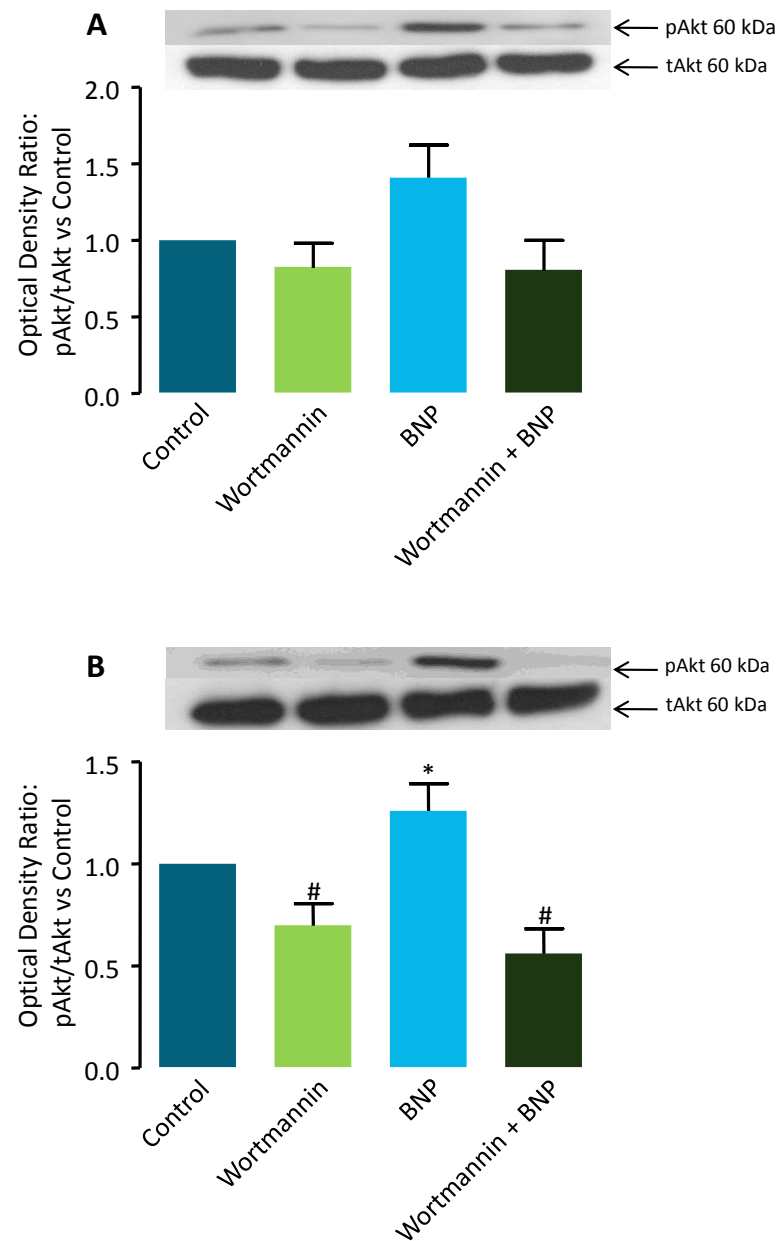 A
pAkt 60 kDa
tAkt 60 kDa
Optical Density Ratio:
pAkt/tAkt vs Control
2.0
1.5
1.0
0.5
0.0
Control
Wortmannin
BNP
Wortmannin + BNP
B
pAkt 60 kDa
tAkt 60 kDa
Optical Density Ratio:
pAkt/tAkt vs Control
1.5
1.0
0.5
0.0
#
*
#
Control
Wortmannin
BNP
Wortmannin + BNP